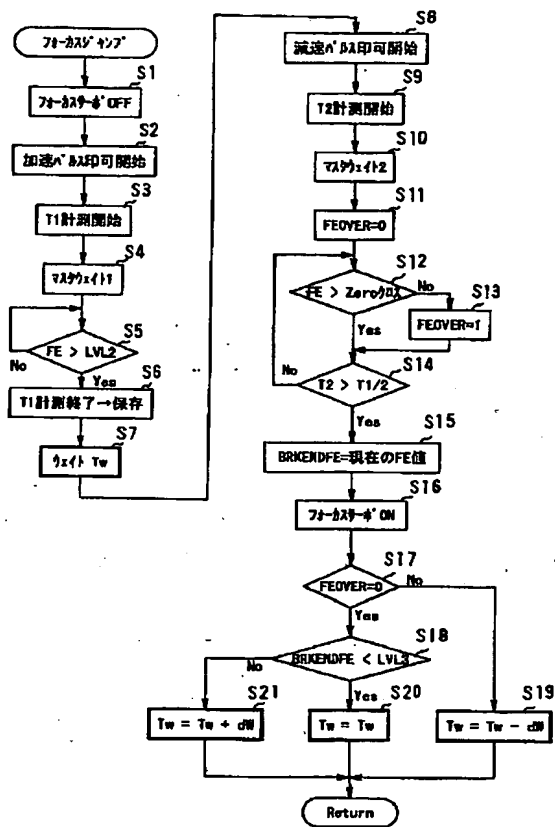 フォーカスジャンプ
S1
フォーカスサーボOFF
S2
加速パルス印可開始
S3
T1計測開始
S4
マスクウェイト1
S5
FE > LVL2
No
Yes
S6
T1計測終了→保存
S7
ウェイト Tw
S8
減速パルス印可開始
S9
T2計測開始
S10
マスクウェイト2
S11
FEOVER=0
S12
FE > Zeroクロス
No
S13
FEOVER=1
Yes
S14
T2 > T1/2
No
Yes
S15
BRKENDFE=現在のFE値
S16
フォーカスサーボON
S17
FEOVER=0
No
Yes
S18
BRKENDFE < LVL3
No
Yes
S21
Tw = Tw + dW
S20
Tw = Tw
S19
Tw = Tw - dW
Return